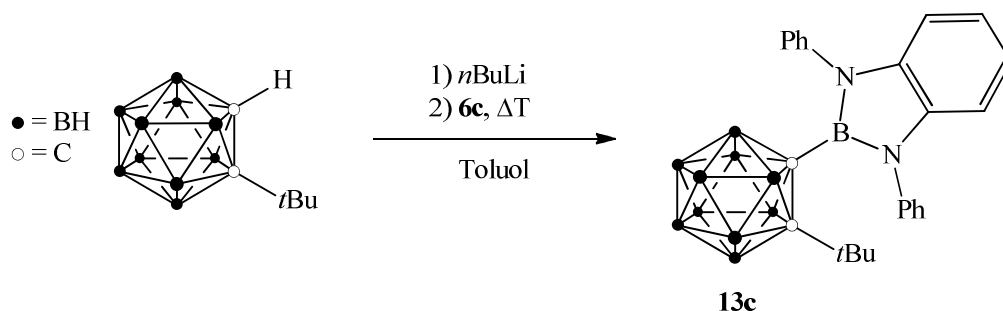 ● = BH
○ = C
H
tBu
1) nBuLi
2) 6c, ΔT
Toluol
Ph
N
B
N
Ph
tBu
13c